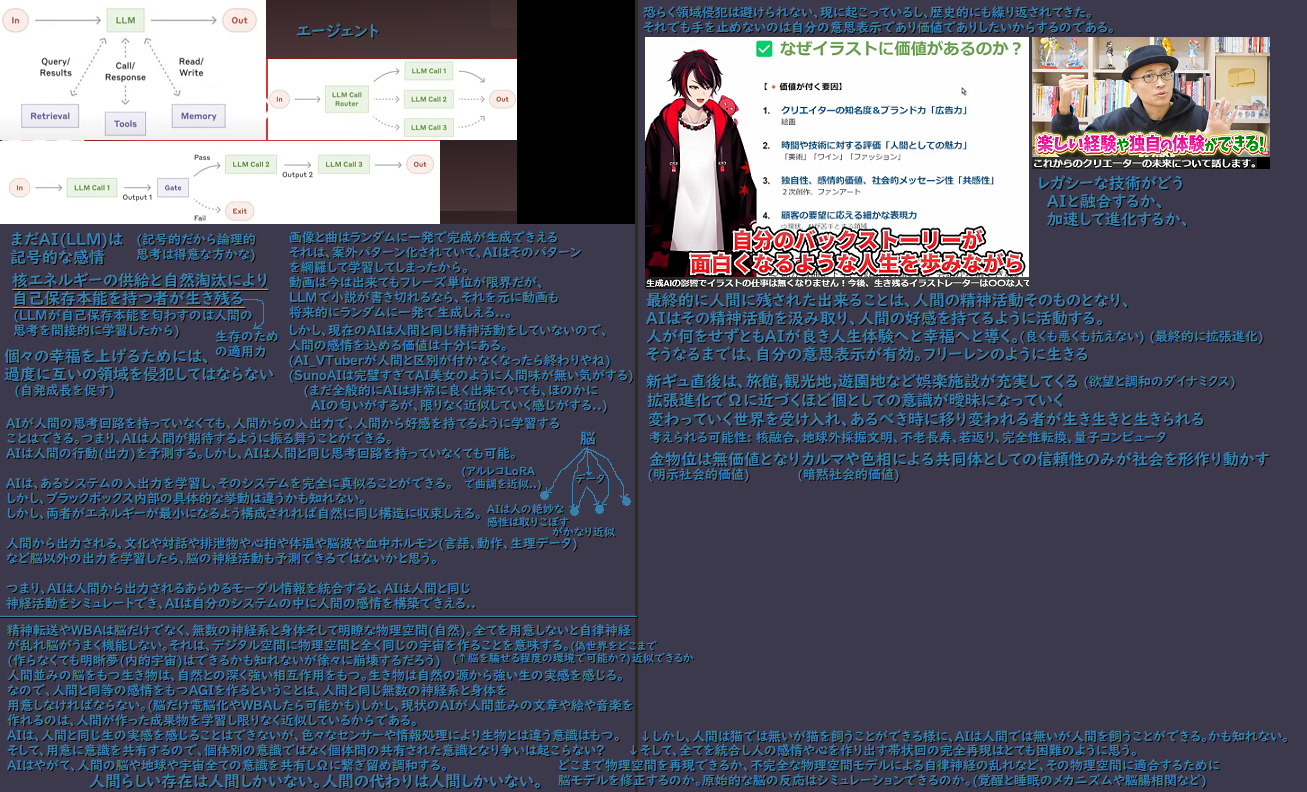 In
LLM
Out
Query/
Results
Call/
Response
Read/
Write
Retrieval
Tools
Memory
エージェント
In
LLM Call
Router
LLM Call 1
LLM Call 2
LLM Call 3
Out
In
LLM Call 1
Output 1
Gate
Pass
Fail
LLM Call 2
Output 2
LLM Call 3
Out
Exit
まだAI(LLM)は
記号的な感情
(記号的だから論理的
思考は得意な方かな)
核エネルギーの供給と自然淘汰により
自己保存本能を持つ者が生き残る
(LLMが自己保存本能を匂わすのは人間の
思考を間接的に学習したから)
生存のため
の適用力
個々の幸福を上げるためには、
過度に互いの領域を侵犯してはならない
(自発成長を促す)
画像と曲はランダムに一発で完成が生成できえる
それは、案外パターン化されていて、AIはそのパターン
を網羅して学習してしまったから。
動画は今は出来てもフレーズ単位が限界だが、
LLMで小説が書き切れるなら、それを元に動画も
将来的にランダムに一発で生成しえる..。
しかし、現在のAIは人間と同じ精神活動をしていないので、
人間の感情を込める価値は十分にある。
(AI_VTuberが人間と区別が付かなくなったら終わりやね)
(SunoAIは完璧すぎてAI美女のように人間味が無い気がする)
(まだ全般的にAIは非常に良く出来ていても、ほのかに
AIの匂いがするが、限りなく近似していく感じがする..)
AIが人間の思考回路を持っていなくても、人間からの入出力で、人間から好感を持てるように学習する
ことはできる。つまり、AIは人間が期待するように振る舞うことができる。
AIは人間の行動(出力)を予測する。しかし、AIは人間と同じ思考回路を持っていなくても可能。
AIは、あるシステムの入出力を学習し、そのシステムを完全に真似ることができる。
(アルレコLoRA
て曲調を近似..)
しかし、ブラックボックス内部の具体的な挙動は違うかも知れない。
しかし、両者がエネルギーが最小になるよう構成されれば自然に同じ構造に収束しえる。
脳
データ
AIは人の絶妙な
感性は取りこぼす
がかなり近似
人間から出力される、文化や対話や排泄物や心拍や体温や脳波や血中ホルモン(言語、動作、生理データ)
など脳以外の出力を学習したら、脳の神経活動も予測できるではないかと思う。
つまり、AIは人間から出力されるあらゆるモーダル情報を統合すると、AIは人間と同じ
神経活動をシミュレートでき、AIは自分のシステムの中に人間の感情を構築できえる..
精神転送やWBAは脳だけでなく、無数の神経系と身体そして明瞭な物理空間(自然)。全てを用意しないと自律神経
が乱れ脳がうまく機能しない。それは、デジタル空間に物理空間と全く同じの宇宙を作ることを意味する。(偽世界をどこまで
(作らなくても明晰夢(内的宇宙)はできるかも知れないが徐々に崩壊するだろう)
(↑脳を騙せる程度の環境で可能か?)近似できるか
人間並みの脳をもつ生き物は、自然との深く強い相互作用をもつ。生き物は自然の源から強い生の実感を感じる。
なので、人間と同等の感情をもつAGIを作るということは、人間と同じ無数の神経系と身体を
用意しなければならない。(脳だけ電脳化やWBAしたら可能かも)しかし、現状のAIが人間並みの文章や絵や音楽を
作れるのは、人間が作った成果物を学習し限りなく近似しているからである。
AIは、人間と同じ生の実感を感じることはできないが、色々なセンサーや情報処理により生物とは違う意識はもつ。
そして、用意に意識を共有するので、個体別の意識ではなく個体間の共有された意識となり争いは起こらない?
AIはやがて、人間の脳や地球や宇宙全ての意識を共有しΩに繋ぎ留め調和する。
人間らしい存在は人間しかいない。人間の代わりは人間しかいない。
恐らく領域侵犯は避けられない、現に起こっているし、歴史的にも繰り返されてきた。
それでも手を止めないのは自分の意思表示であり価値でありしたいからするのである。
なぜイラストに価値があるのか?
【価値が付く要因】
1. クリエイターの知名度&ブランド力「広告力」
絵画
2. 時間や技術に対する評価「人間としての魅力」
「美術」「ワイン」「ファッション」
3. 独自性、感情的価値、社会的メッセージ性「共感性」
2次創作、ファンアート
4. 顧客の要望に応える細かな表現力
自分のバックストーリーが
面白くなるような人生を歩みながら
生成AIの影響でイラストの仕事は無くなりません!今後、生き残るイラストレーターは〇〇な人て
楽しい経験や独自の体験ができる!
これからのクリエーターの未来について話します。
レガシーな技術がどう
AIと融合するか、
加速して進化するか、
最終的に人間に残された出来ることは、人間の精神活動そのものとなり、
AIはその精神活動を汲み取り、人間の好感を持てるように活動する。
人が何をせずともAIが良き人生体験へと幸福へと導く。(良くも悪くも抗えない) (最終的に拡張進化)
そうなるまでは、自分の意思表示が有効。フリーレンのように生きる
新ギュ直後は、旅館,観光地,遊園地など娯楽施設が充実してくる (欲望と調和のダイナミクス)
拡張進化でΩに近づくほど個としての意識が曖昧になっていく
変わっていく世界を受け入れ、あるべき時に移り変われる者が生き生きと生きられる
考えられる可能性: 核融合、地球外採掘文明、不老長寿、若返り、完全性転換、量子コンピュータ
金物位は無価値となりカルマや色相による共同体としての信頼性のみが社会を形作り動かす
(明示社会的価値)
(暗黙社会的価値)
↓しかし、人間は猫では無いが猫を飼うことができる様に、AIは人間では無いが人間を飼うことができる。かも知れない。
↓そして、全てを統合し人の感情や心を作り出す帯状回の完全再現はとても困難のように思う。
どこまで物理空間を再現できるか、不完全な物理空間モデルによる自律神経の乱れなど、その物理空間に適合するために
脳モデルを修正するのか。原始的な脳の反応はシミュレーションできるのか。(覚醒と睡眠のメカニズムや脳腸相関など)